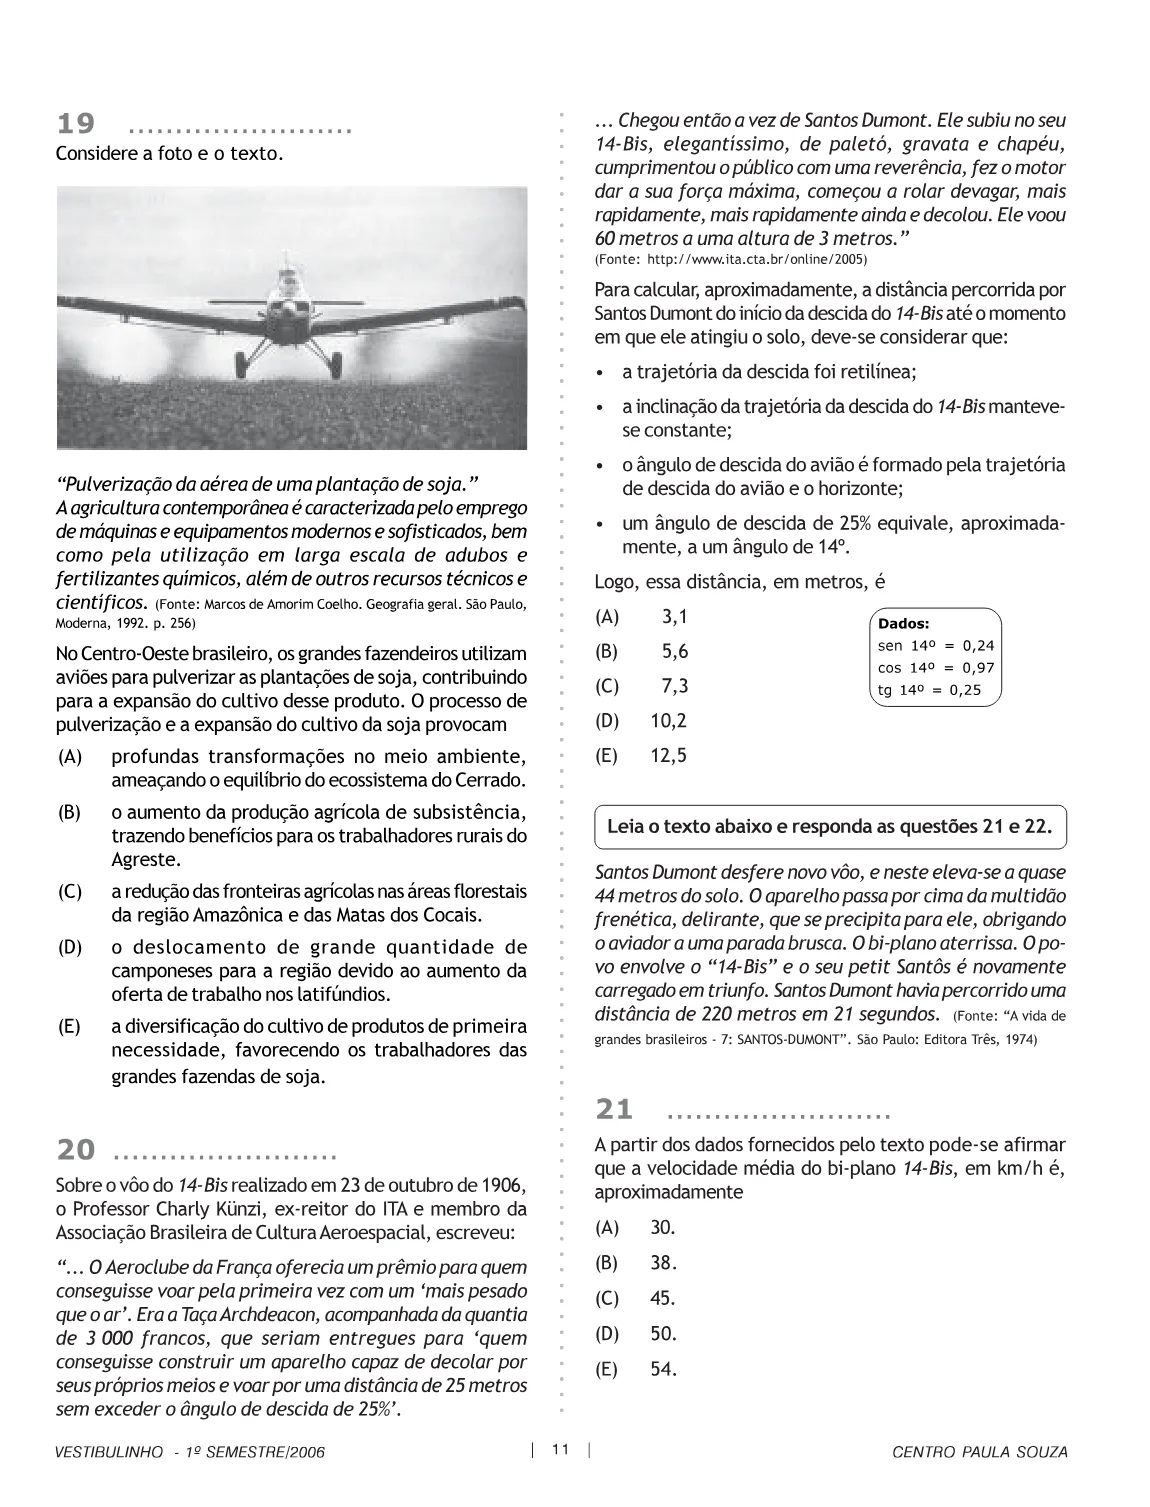 19 ........................
Considere a foto e o texto.
“Pulverização da aérea de uma plantação de soja.”
A agricultura contemporânea é caracterizada pelo emprego
de máquinas e equipamentos modernos e sofisticados, bem
como pela utilização em larga escala de adubos e
fertilizantes químicos, além de outros recursos técnicos e
científicos. (Fonte: Marcos de Amorim Coelho. Geografia geral. São Paulo,
Moderna, 1992. p. 256)
No Centro-Oeste brasileiro, os grandes fazendeiros utilizam
aviões para pulverizar as plantações de soja, contribuindo
para a expansão do cultivo desse produto. O processo de
pulverização e a expansão do cultivo da soja provocam
(A) profundas transformações no meio ambiente,
ameaçando o equilíbrio do ecossistema do Cerrado.
(B) o aumento da produção agrícola de subsistência,
trazendo benefícios para os trabalhadores rurais do
Agreste.
(C) a redução das fronteiras agrícolas nas áreas florestais
da região Amazônica e das Matas dos Cocais.
(D) o deslocamento de grande quantidade de
camponeses para a região devido ao aumento da
oferta de trabalho nos latifúndios.
(E) a diversificação do cultivo de produtos de primeira
necessidade, favorecendo os trabalhadores das
grandes fazendas de soja.
20 ........................
Sobre o vôo do 14-Bis realizado em 23 de outubro de 1906,
o Professor Charly Künzi, ex-reitor do ITA e membro da
Associação Brasileira de Cultura Aeroespacial, escreveu:
“... O Aeroclube da França oferecia um prêmio para quem
conseguisse voar pela primeira vez com um ‘mais pesado
que o ar’. Era a Taça Archdeacon, acompanhada da quantia
de 3 000 francos, que seriam entregues para ‘quem
conseguisse construir um aparelho capaz de decolar por
seus próprios meios e voar por uma distância de 25 metros
sem exceder o ângulo de descida de 25%’.
... Chegou então a vez de Santos Dumont. Ele subiu no seu
14-Bis, elegantíssimo, de paletó, gravata e chapéu,
cumprimentou o público com uma reverência, fez o motor
dar a sua força máxima, começou a rolar devagar, mais
rapidamente, mais rapidamente ainda e decolou. Ele voou
60 metros a uma altura de 3 metros.”
(Fonte: http://www.ita.cta.br/online/2005)
Para calcular, aproximadamente, a distância percorrida por
Santos Dumont do início da descida do 14-Bis até o momento
em que ele atingiu o solo, deve-se considerar que:
• a trajetória da descida foi retilínea;
• a inclinação da trajetória da descida do 14-Bis manteve-
se constante;
• o ângulo de descida do avião é formado pela trajetória
de descida do avião e o horizonte;
• um ângulo de descida de 25% equivale, aproximada-
mente, a um ângulo de 14º.
Logo, essa distância, em metros, é
(A) 3,1
(B) 5,6
(C) 7,3
(D) 10,2
(E) 12,5
Dados:
sen 14º = 0,24
cos 14º = 0,97
tg 14º = 0,25
Leia o texto abaixo e responda as questões 21 e 22.
Santos Dumont desfere novo vôo, e neste eleva-se a quase
44 metros do solo. O aparelho passa por cima da multidão
frenética, delirante, que se precipita para ele, obrigando
o aviador a uma parada brusca. O bi-plano aterrissa. O po-
vo envolve o “14-Bis” e o seu petit Santôs é novamente
carregado em triunfo. Santos Dumont havia percorrido uma
distância de 220 metros em 21 segundos. (Fonte: “A vida de
grandes brasileiros - 7: SANTOS-DUMONT”. São Paulo: Editora Três, 1974)
21 ........................
A partir dos dados fornecidos pelo texto pode-se afirmar
que a velocidade média do bi-plano 14-Bis, em km/h é,
aproximadamente
(A) 30.
(B) 38.
(C) 45.
(D) 50.
(E) 54.
VESTIBULINHO - 1º SEMESTRE/2006 | 11 | CENTRO PAULA SOUZA